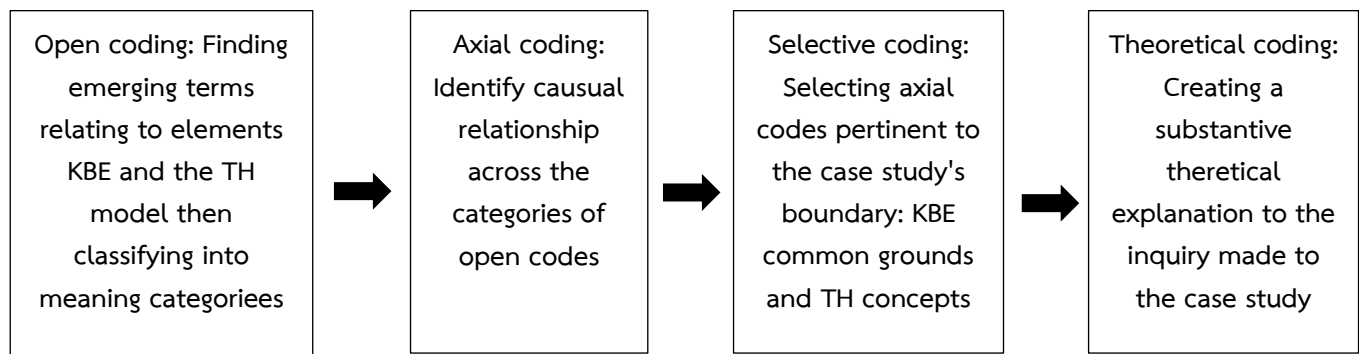 Open coding: Finding
emerging terms
relating to elements
KBE and the TH
model then
classifying into
meaning categoriees
Axial coding:
Identify causual
relationship
across the
categories of
open codes
Selective coding:
Selecting axial
codes pertinent to
the case study's
boundary: KBE
common grounds
and TH concepts
Theoretical coding:
Creating a
substantive
theretical
explanation to the
inquiry made to
the case study